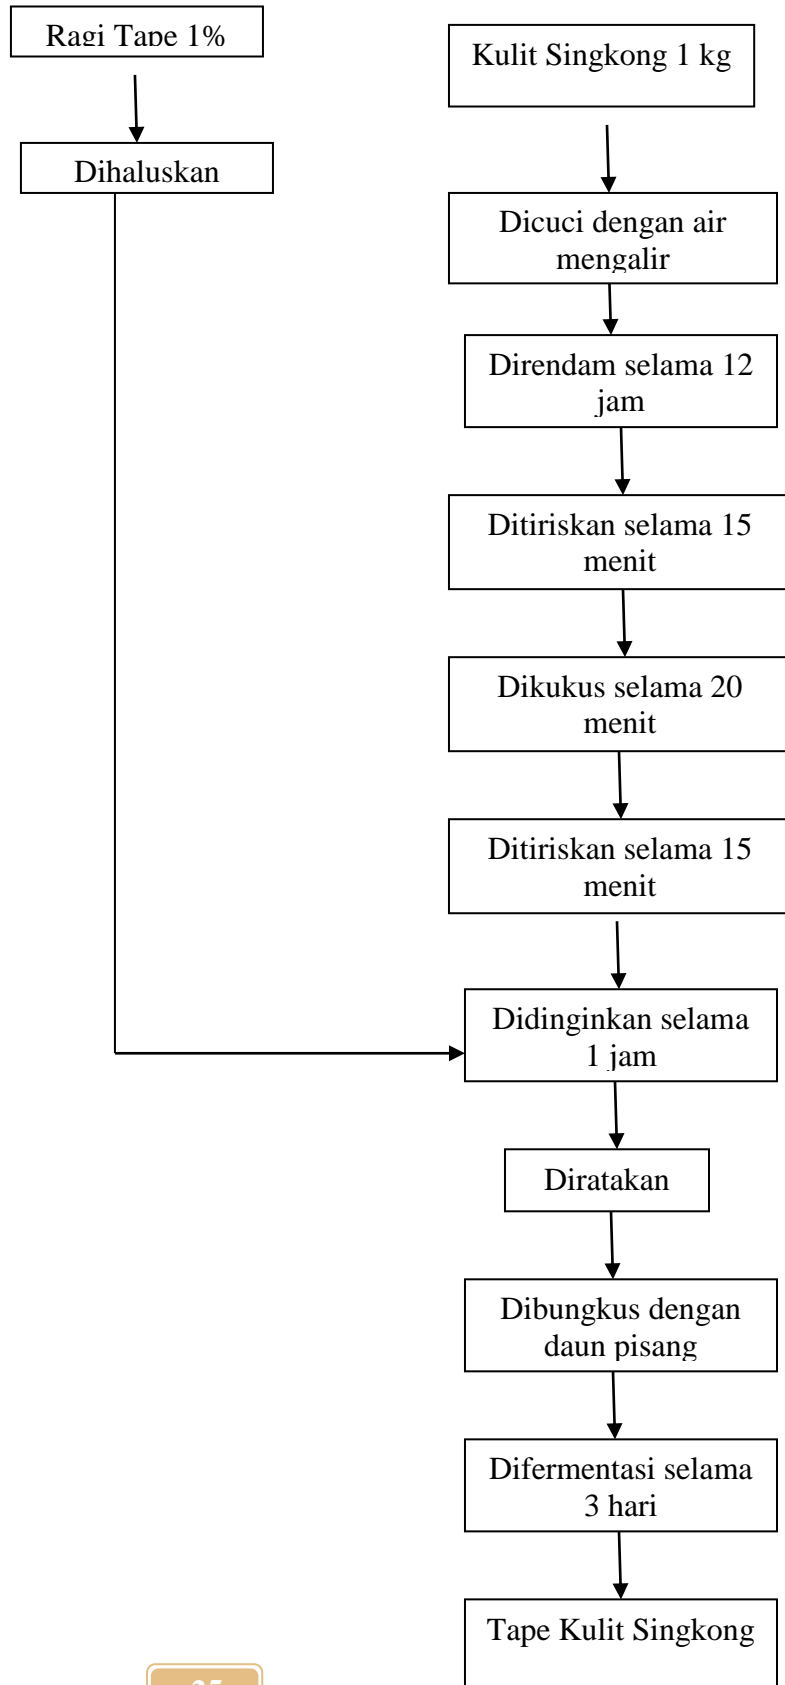 Ragi Tape 1%
Dihaluskan
Kulit Singkong 1 kg
Dicuci dengan air
mengalir
Direndam selama 12
jam
Ditiriskan selama 15
menit
Dikukus selama 20
menit
Ditiriskan selama 15
menit
Didinginkan selama
1 jam
Diratakan
Dibungkus dengan
daun pisang
Difermentasi selama
3 hari
Tape Kulit Singkong